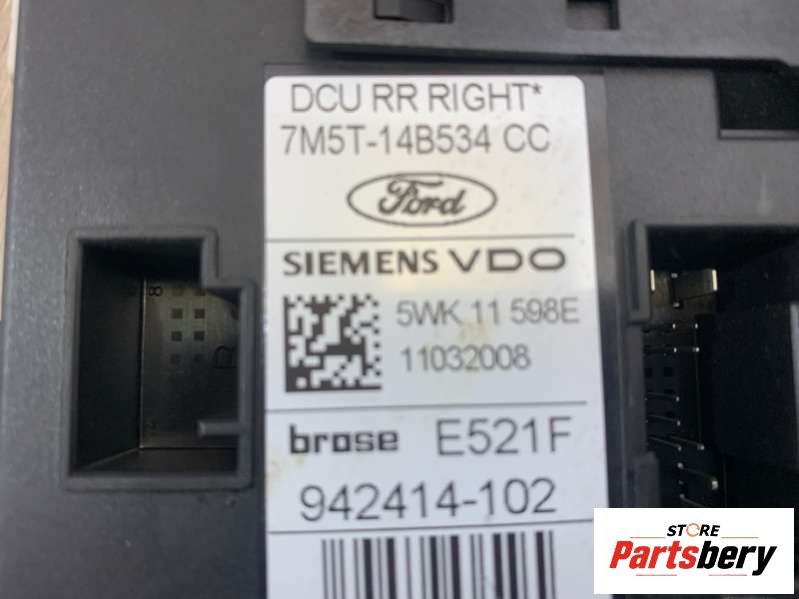 DCU RR RIGHT*
7M5T-14B534 CC
Ford
SIEMENS VDO
5WK 11 598E
11032008
brose E521F
942414-102
STORE
Partsbery